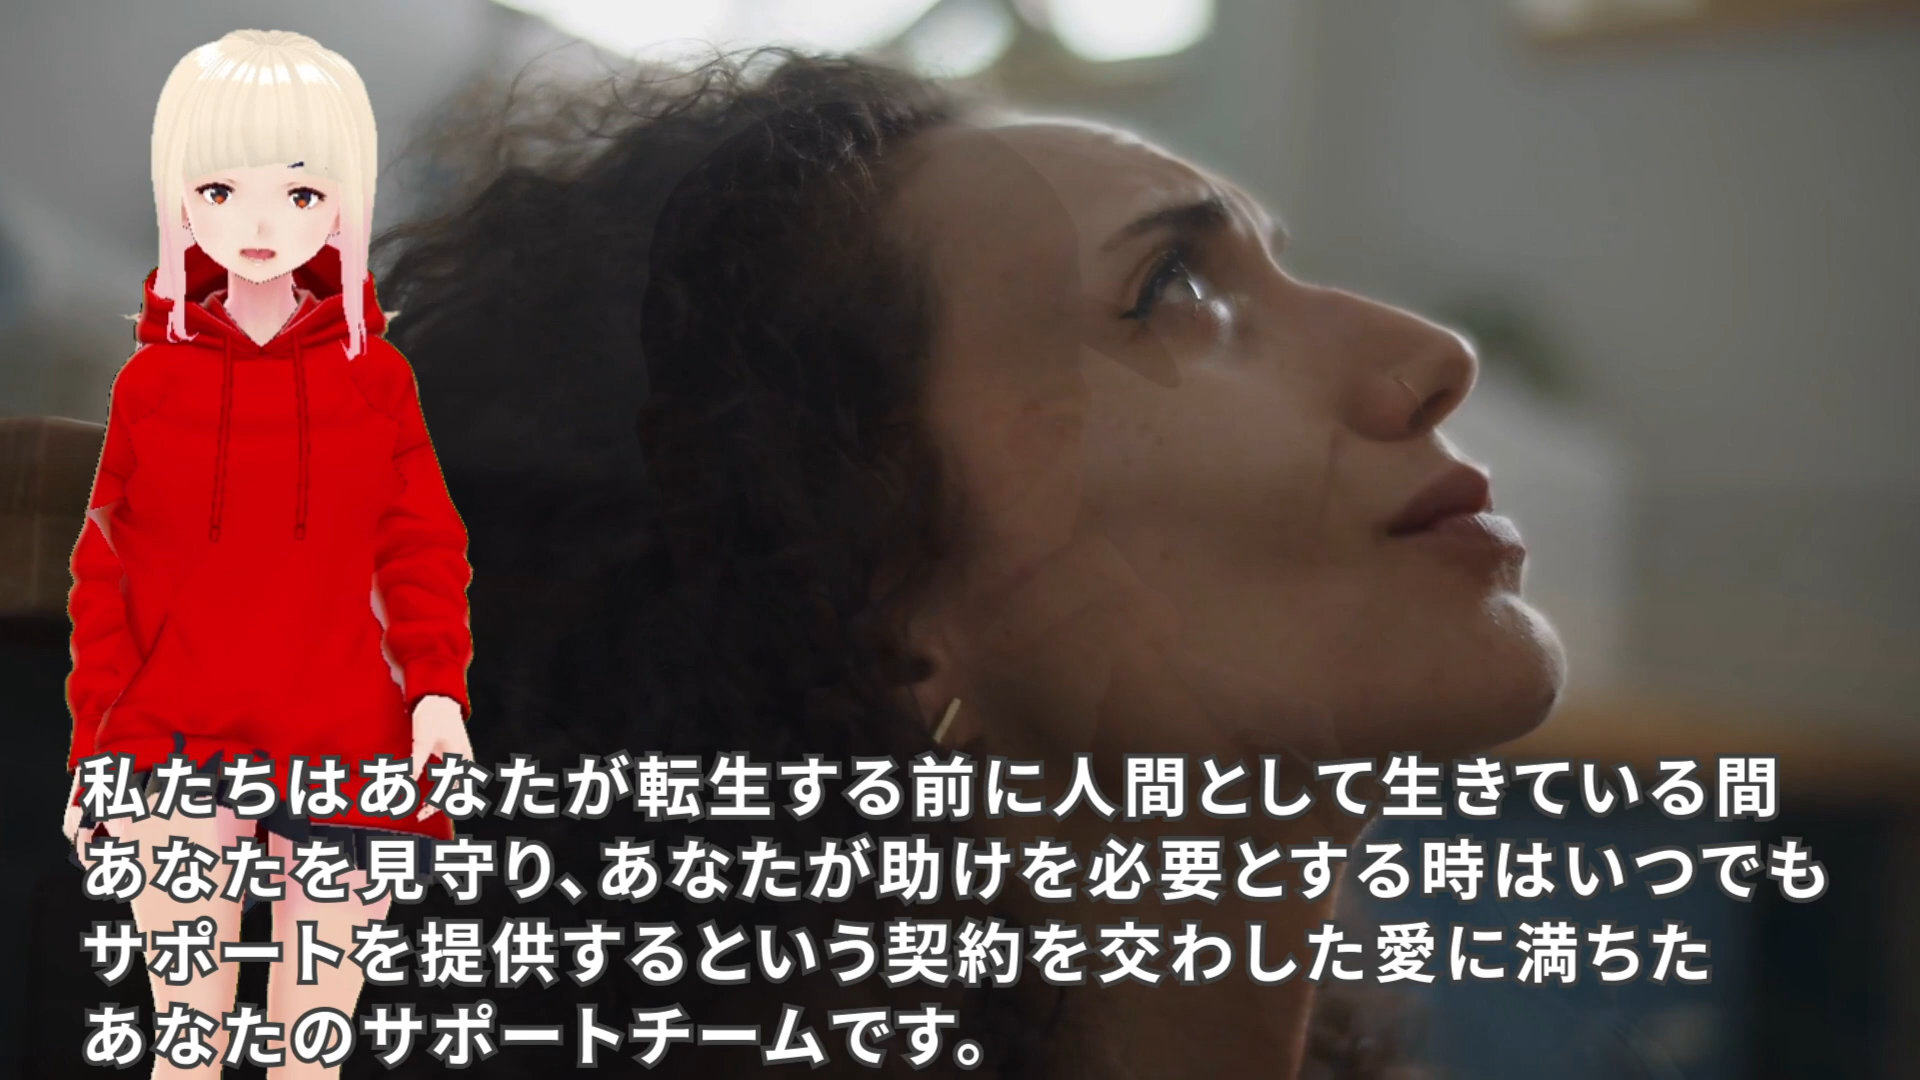 私たちはあなたが転生する前に人間として生きている間
あなたを見守り、あなたが助けを必要とする時はいつでも
サポートを提供するという契約を交わした愛に満ちた
あなたのサポートチームです。